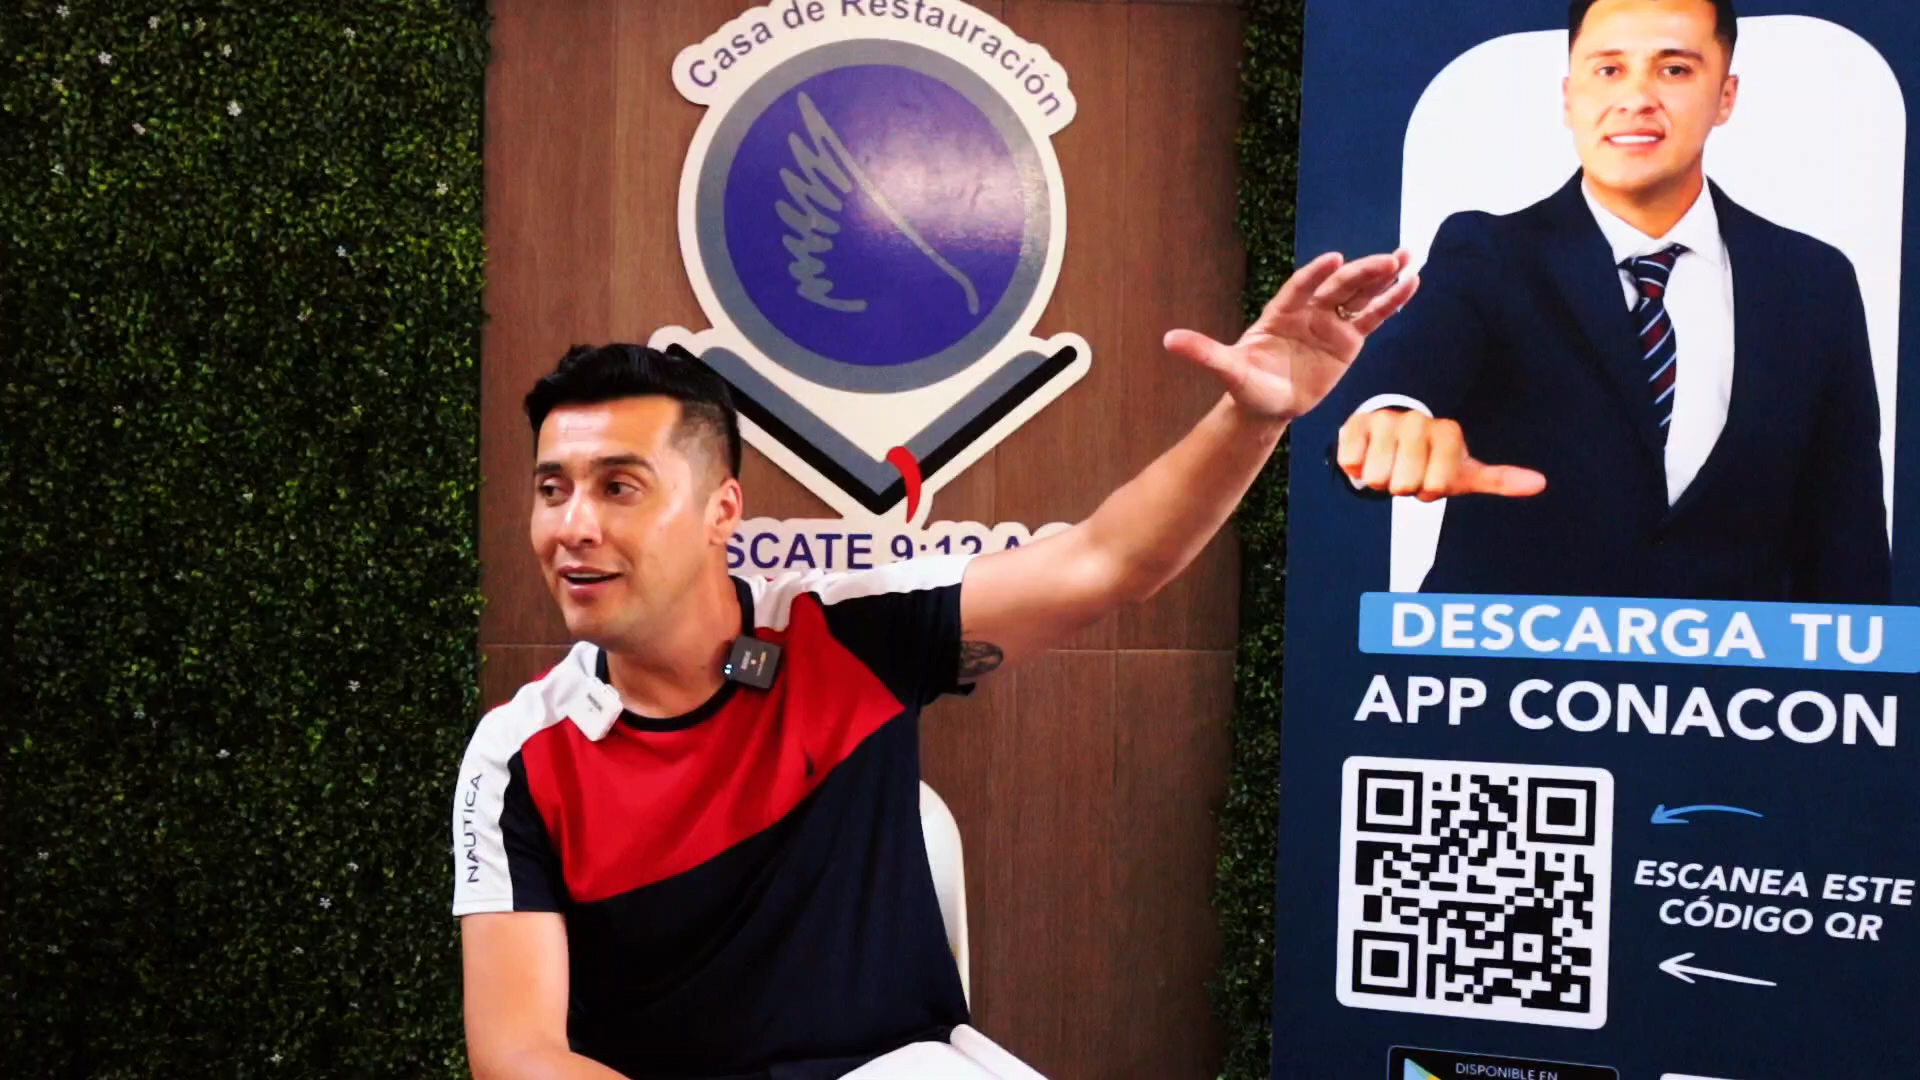 Casa de Restauración
SCATE 9:12 A
NAUTICA
DESCARGA TU
APP CONACON
ESCANEA ESTE
CÓDIGO QR
DISPONIBLE EN